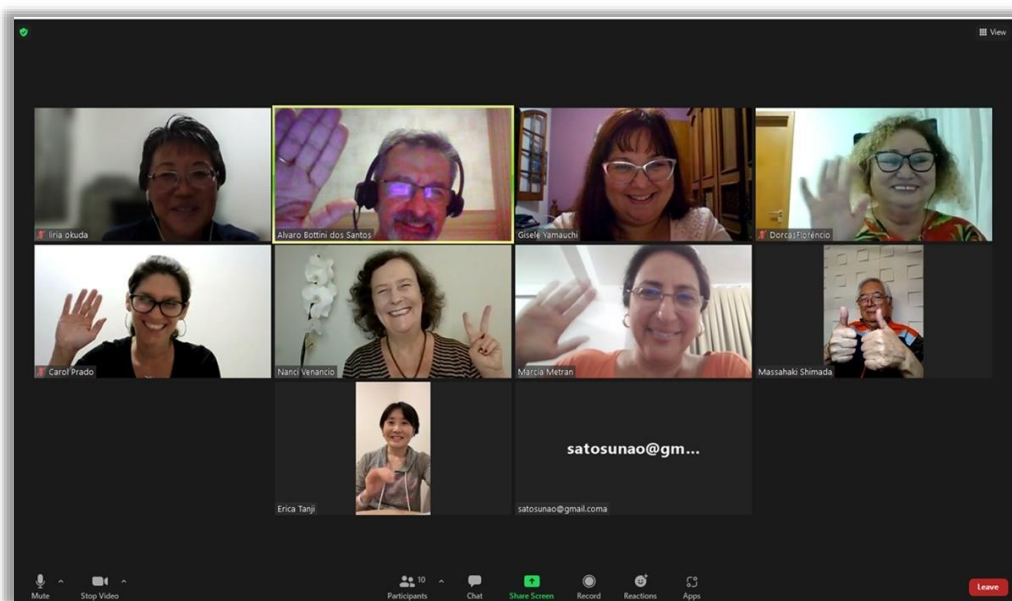 View
liria okuda
Alvaro Bottini dos Santos
Gisele Yamauchi
Dorcas Florêncio
Carol Prado
Nanci Venancio
Marcia Metran
Massahaki Shimada
Erica Tanji
satosunao@gm...
satosunao@gmail.coma
Mute
Stop Video
Participants
10
Chat
Share Screen
Record
Reactions
Apps
Leave